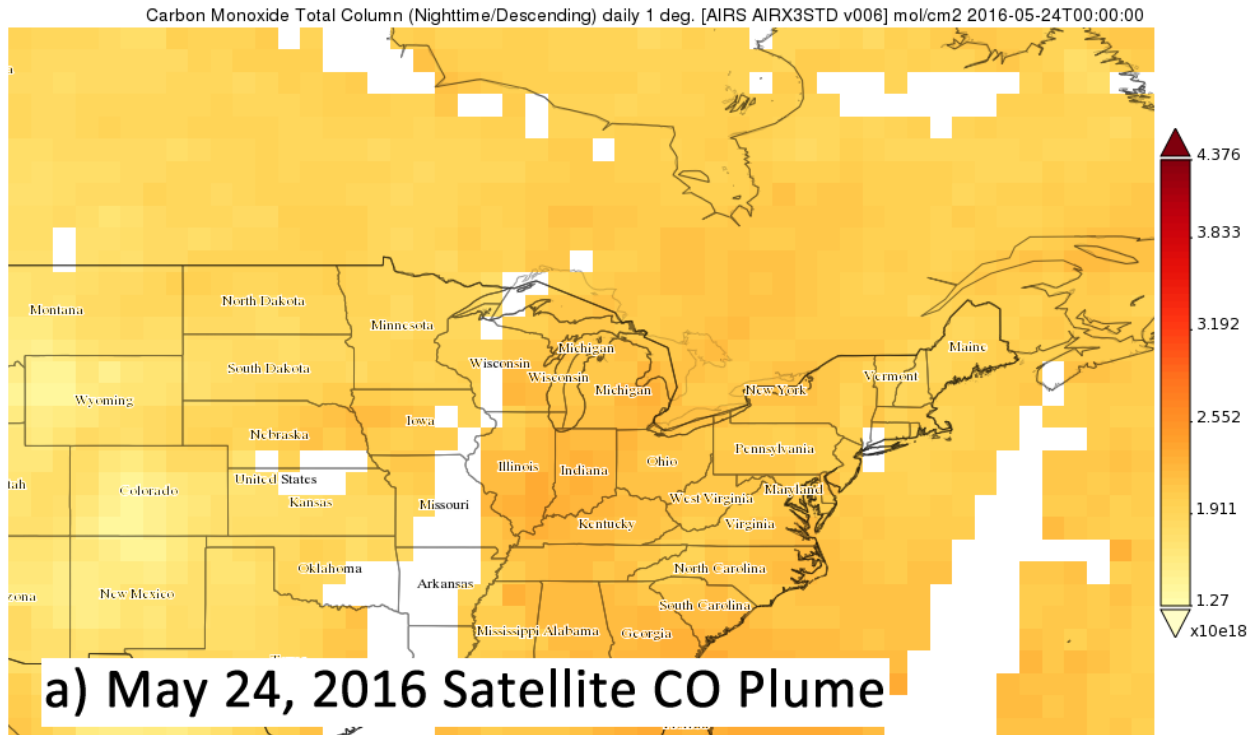 Carbon Monoxide Total Column (Nighttime/Descending) daily 1 deg. [AIRS AIRX3STD v006] mol/cm2 2016-05-24T00:00:00
a
4.376
3.833
3.192
2.552
1.911
1.27
x10e18
Montana
North Dakota
Minnesota
Michigan
Maine
South Dakota
Wisconsin
Wisconsin
Vermont
Wyoming
Michigan
New York
Nebraska
Iowa
Pennsylvania
Illinois
Indiana
Ohio
tah
Colorado
United States
Kansas
Missouri
West Virginia
Maryland
Kentucky
Virginia
Oklahoma
North Carolina
zona
New Mexico
Arkansas
South Carolina
Mississippi
Alabama
Georgia
a) May 24, 2016 Satellite CO Plume